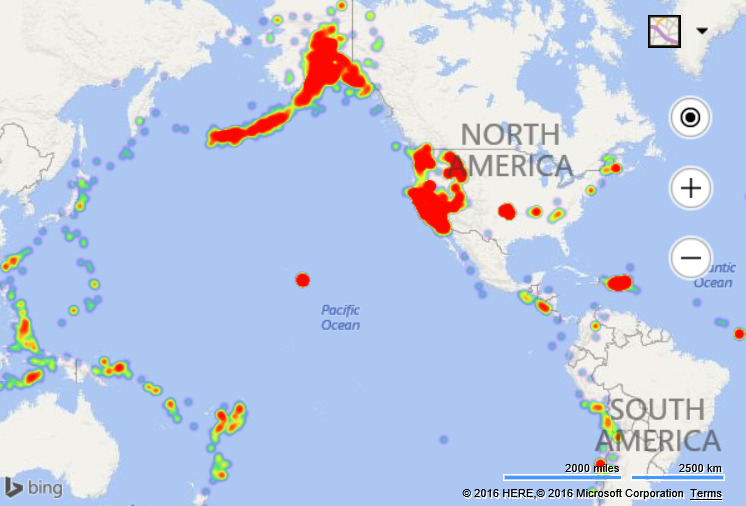 NORTH
AMERICA
Pacific
Ocean
antic
Ocean
SOUTH
AMERICA
2000 miles
2500 km
bing
© 2016 HERE,© 2016 Microsoft Corporation Terms